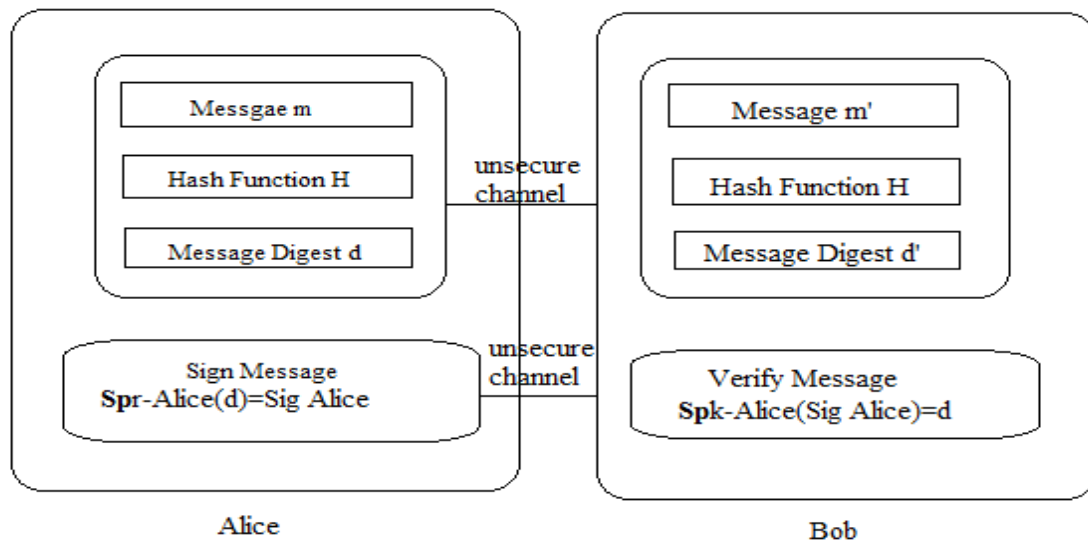 Messgae m
Hash Function H
Message Digest d
Sign Message
Spr-Alice(d)=Sig Alice
Alice
unsecure
channel
unsecure
channel
Message m'
Hash Function H
Message Digest d'
Verify Message
Spk-Alice(Sig Alice)=d
Bob